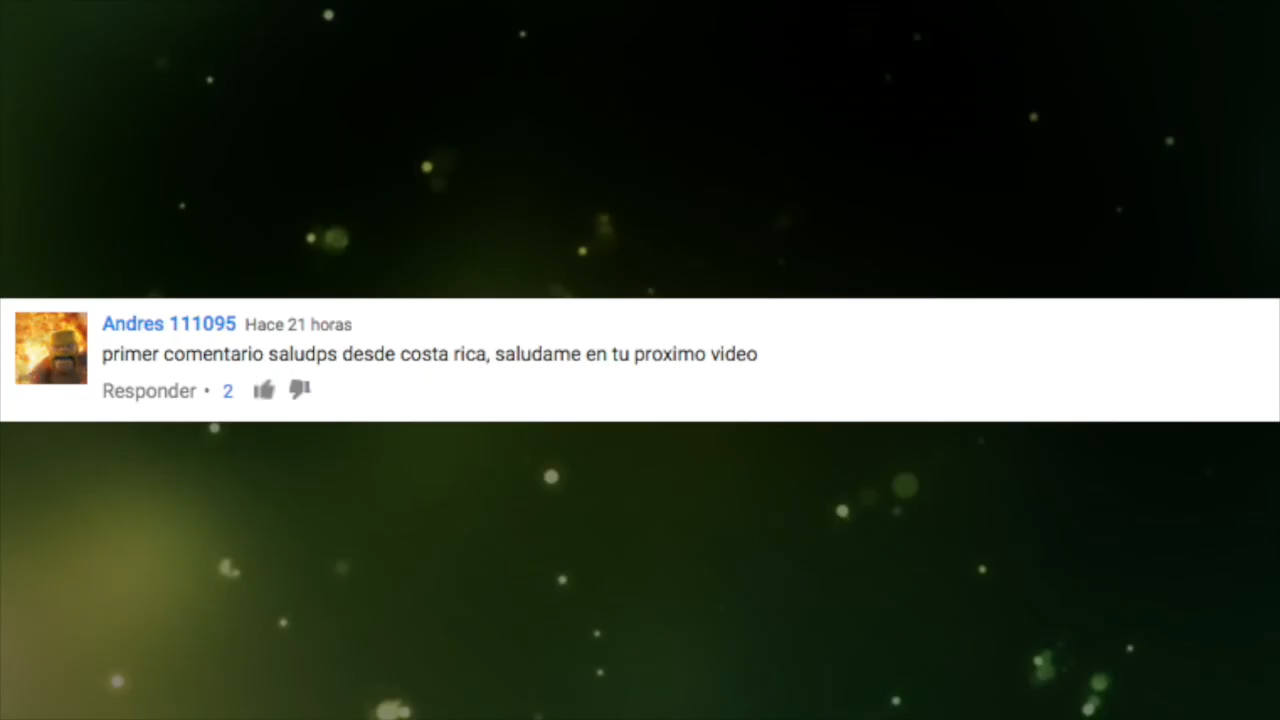 Andres 111095 Hace 21 horas
primer comentario saludps desde costa rica, saludame en tu proximo video
Responder • 2